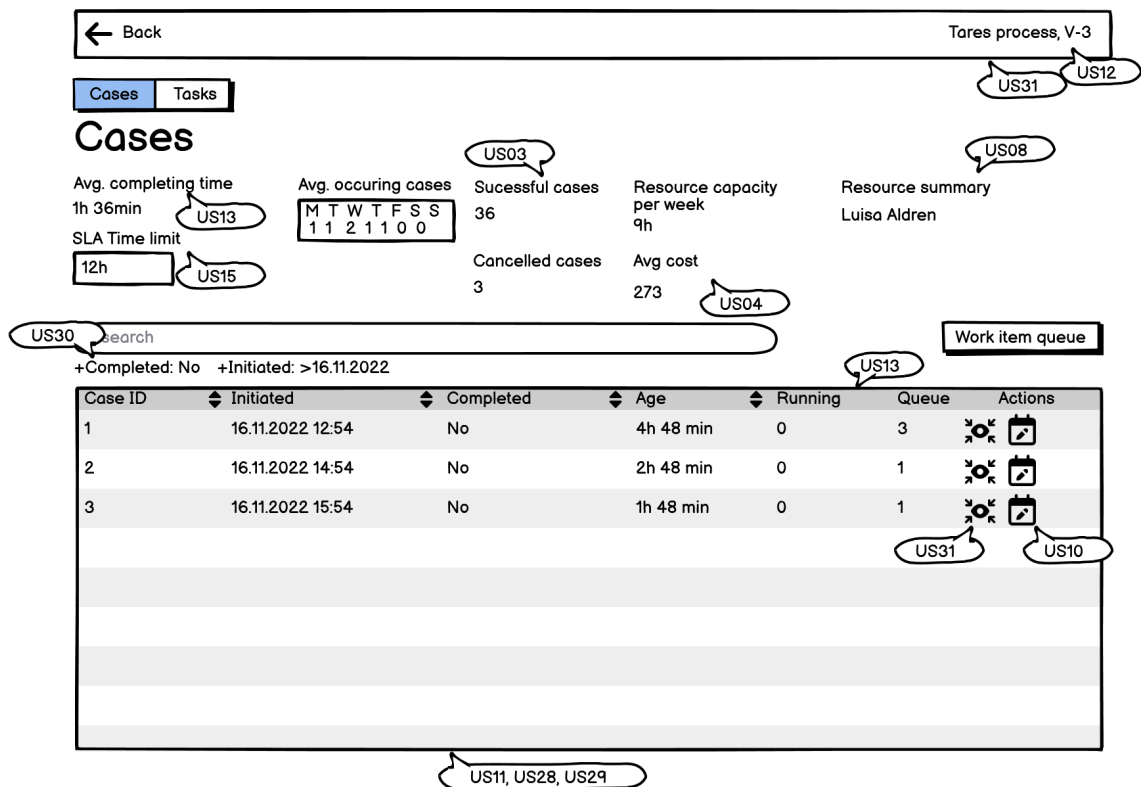 Back
Tares process, V-3
US12
US31
Cases Tasks
Cases
US03
US08
Avg. completing time
1h 36min
US13
SLA Time limit
12h
US15
Avg. occuring cases
M T W T F S S
1 1 2 1 1 0 0
Sucessful cases
36
Cancelled cases
3
Resource capacity
per week
9h
Avg cost
273
US04
Resource summary
Luisa Aldren
US30
search
Work item queue
+Completed: No +Initiated: >16.11.2022
US13
Case ID Initiated Completed Age Running Queue Actions
1 16.11.2022 12:54 No 4h 48 min 0 3
2 16.11.2022 14:54 No 2h 48 min 0 1
3 16.11.2022 15:54 No 1h 48 min 0 1
US31
US10
US11, US28, US29